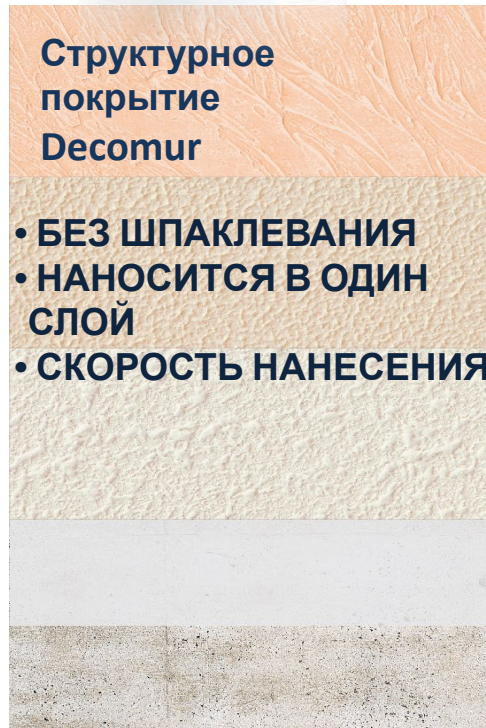 Структурное
покрытие
Decomur
• БЕЗ ШПАКЛЕВАНИЯ
• НАНОСИТСЯ В ОДИН
СЛОЙ
• СКОРОСТЬ НАНЕСЕНИЯ